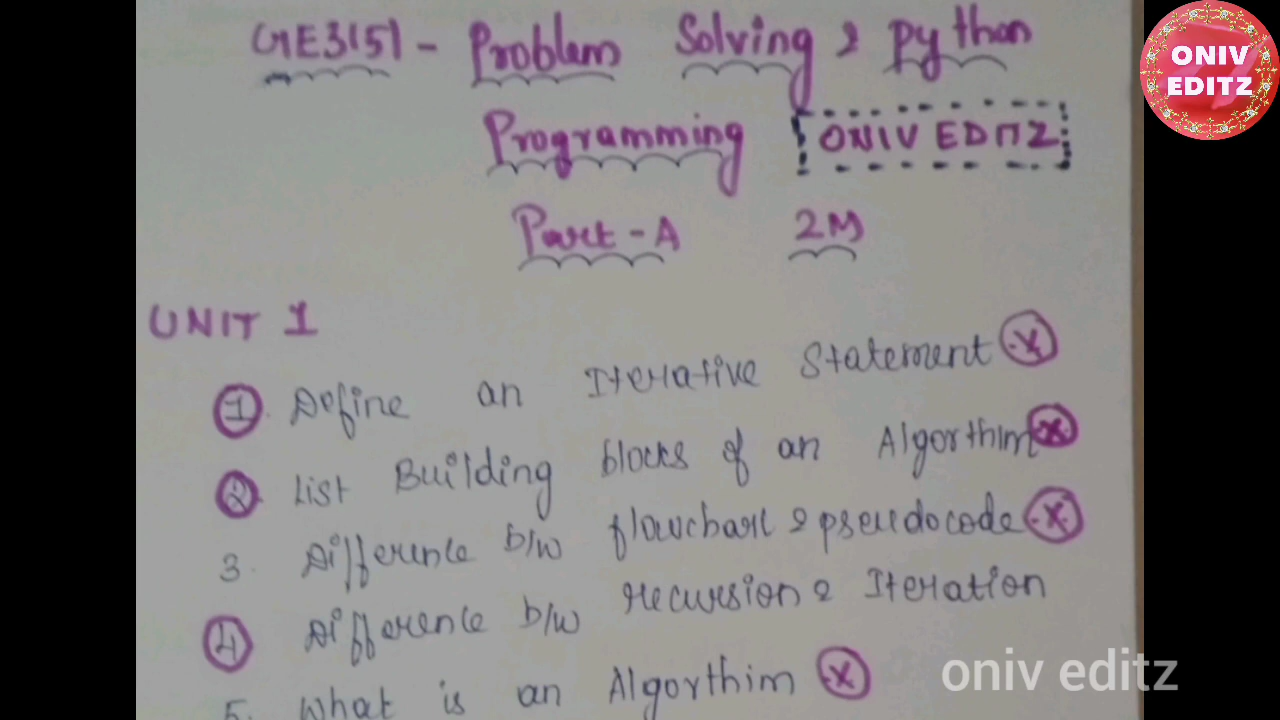 GE3151 - Problem Solving & Python
Programming
ONIV EDITZ
Part - A 2M
UNIT 1
1. Define an Iterative Statement
2. List Building blocks of an Algorthim
3. Difference b/w flowchart & pseudocode
4. Difference b/w recursion & Iteration
5. What is an Algorthim
ONIV
EDITZ
oniv editz